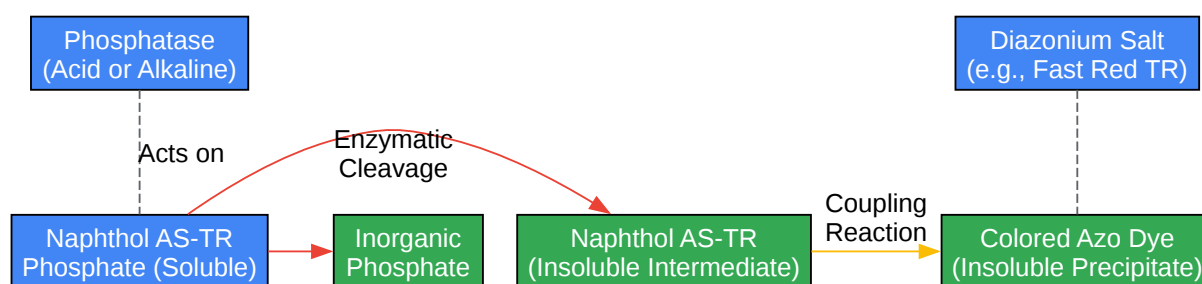 Phosphatase
(Acid or Alkaline)
Diazonium Salt
(e.g., Fast Red TR)
Acts on
Enzymatic
Cleavage
Naphthol AS-TR
Phosphate (Soluble)
Inorganic
Phosphate
Naphthol AS-TR
(Insoluble Intermediate)
Coupling
Reaction
Colored Azo Dye
(Insoluble Precipitate)